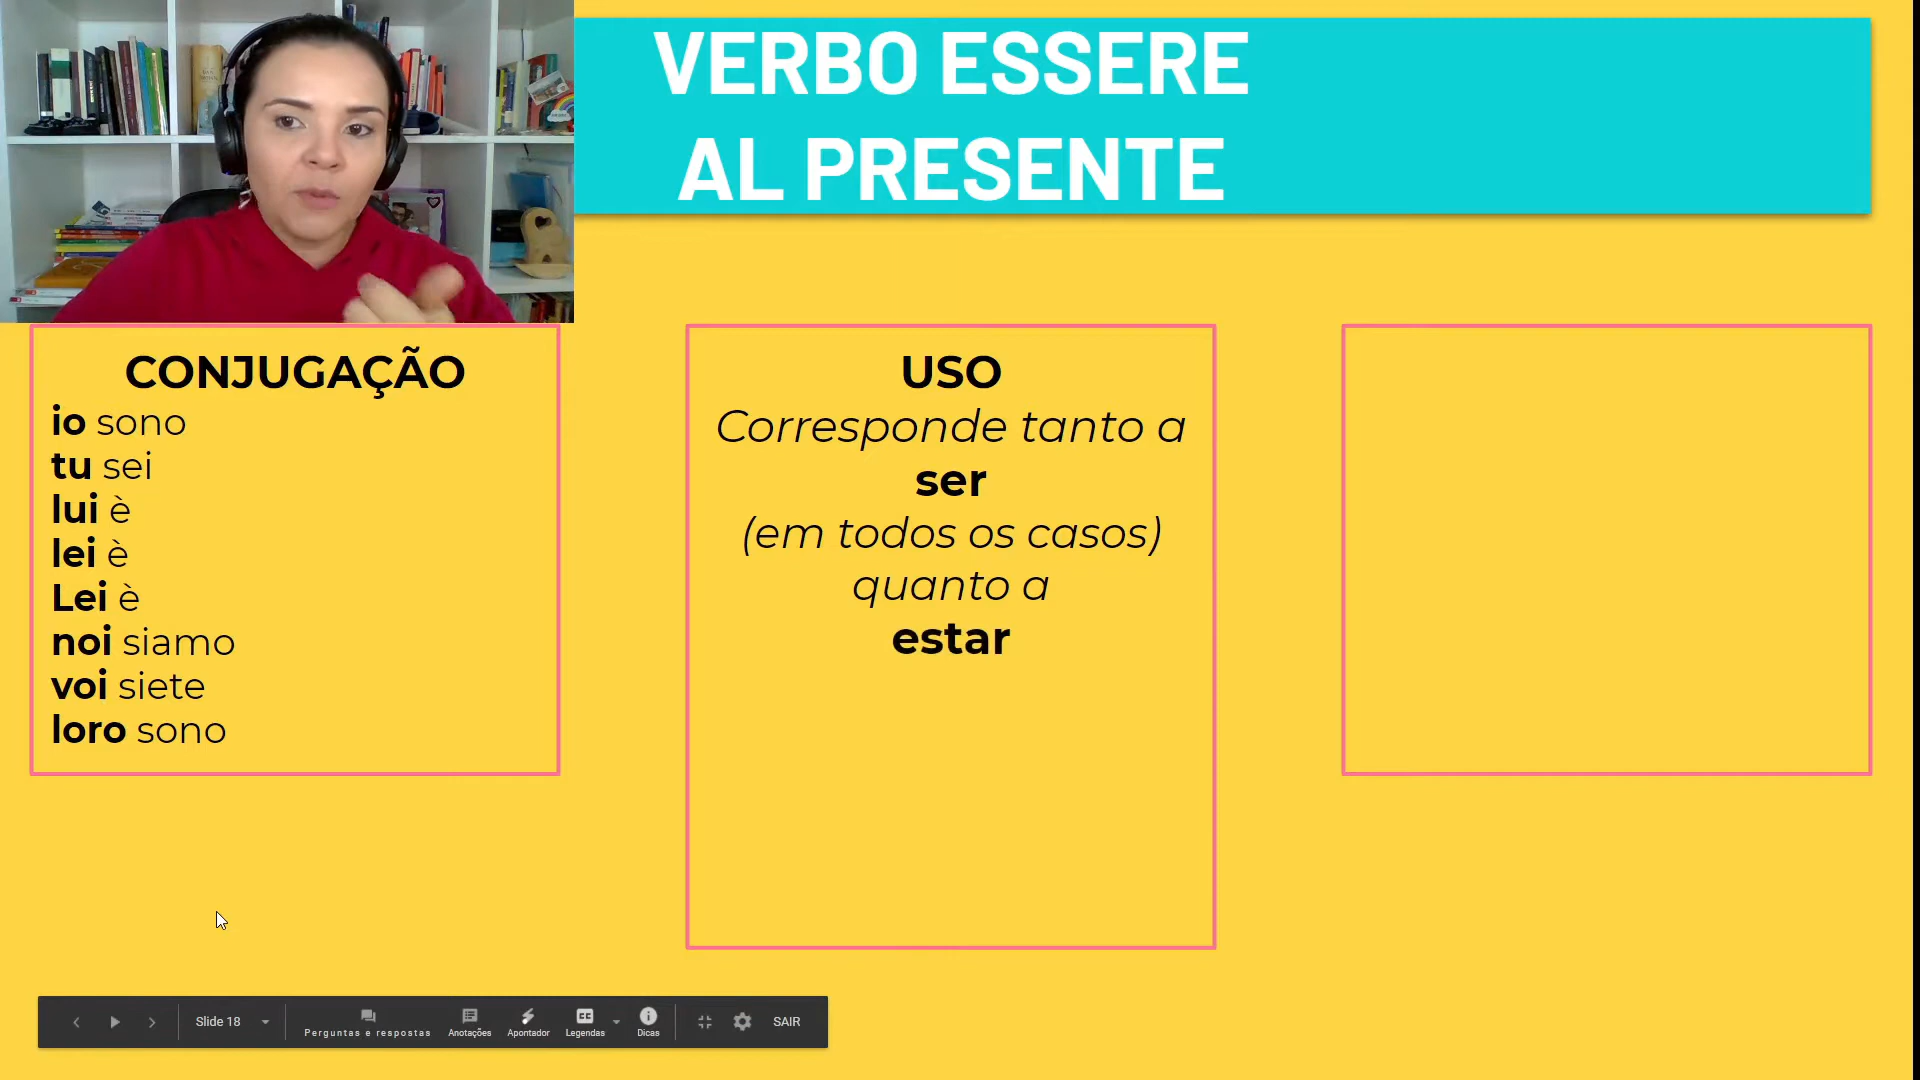 VERBO ESSERE
AL PRESENTE
CONJUGAÇÃO
io sono
tu sei
lui è
lei è
Lei è
noi siamo
voi siete
loro sono
USO
Corresponde tanto a
ser
(em todos os casos)
quanto a
estar
Slide 18
Perguntas e respostas
Anotações
Apontador
CC
Legendas
Dicas
SAIR